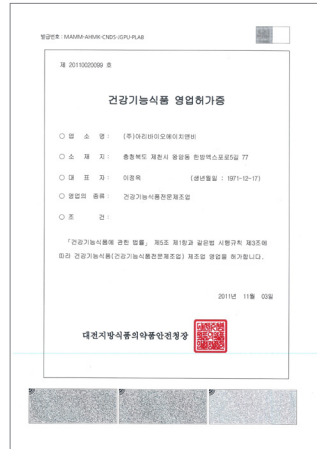 발급번호 : MAMM-AHMK-CNDS-JGPU-PLAB
제 20110020099 호
건강기능식품 영업허가증
○ 업 소 명 : (주)아리바이오에이치앤비
○ 소 재 지 : 충청북도 제천시 왕암동 한방엑스포로5길 77
○ 대 표 자 : 이정옥 (생년월일 : 1971-12-17)
○ 영업의 종류 : 건강기능식품전문제조업
○ 조 건 :
「건강기능식품에 관한 법률」 제5조 제1항과 같은법 시행규칙 제3조에
따라 건강기능식품(건강기능식품전문제조업) 제조업 영업을 허가합니다.
2011년 11월 03일
대전지방식품의약품안전청장